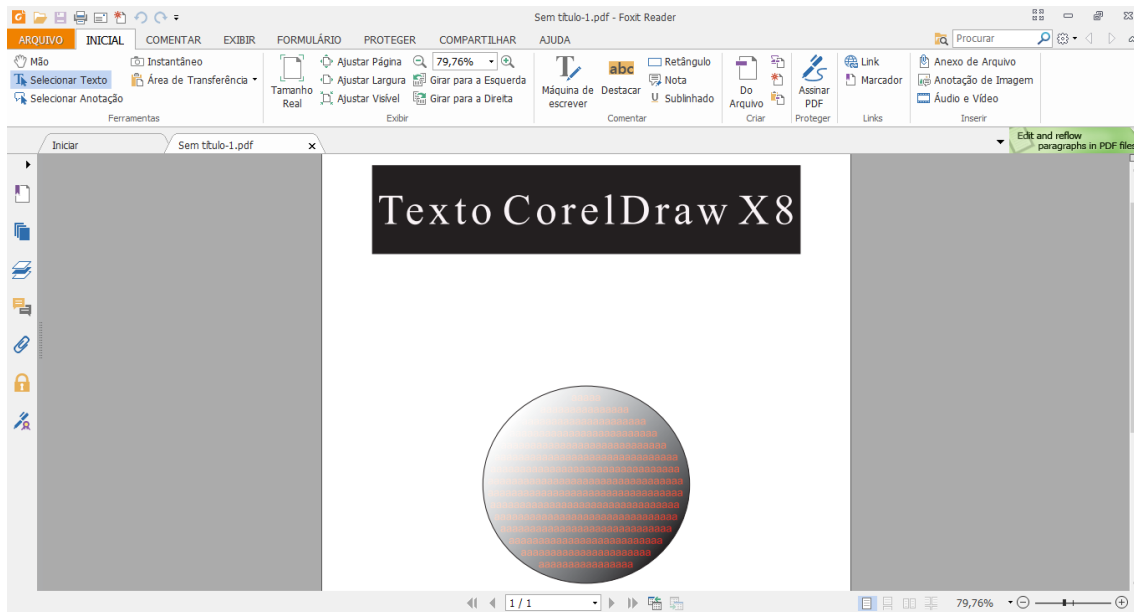 Sem título-1.pdf - Foxit Reader
ARQUIVO INICIAL COMENTAR EXIBIR FORMULÁRIO PROTEGER COMPARTILHAR AJUDA Procurar
Mão
Selecionar Texto
Selecionar Anotação
Instantâneo
Área de Transferência
Ferramentas
Tamanho
Real
Ajustar Página
Ajustar Largura
Ajustar Visível
79,76%
Girar para a Esquerda
Girar para a Direita
Exibir
Máquina de
escrever
abc
Destacar
Retângulo
Nota
U Sublinhado
Comentar
Do
Arquivo
Criar
Assinar
PDF
Proteger
Link
Marcador
Links
Anexo de Arquivo
Anotação de Imagem
Áudio e Vídeo
Inserir
Iniciar
Sem título-1.pdf x
Edit and reflow
paragraphs in PDF files
Texto CorelDraw X8
1 / 1
79,76%